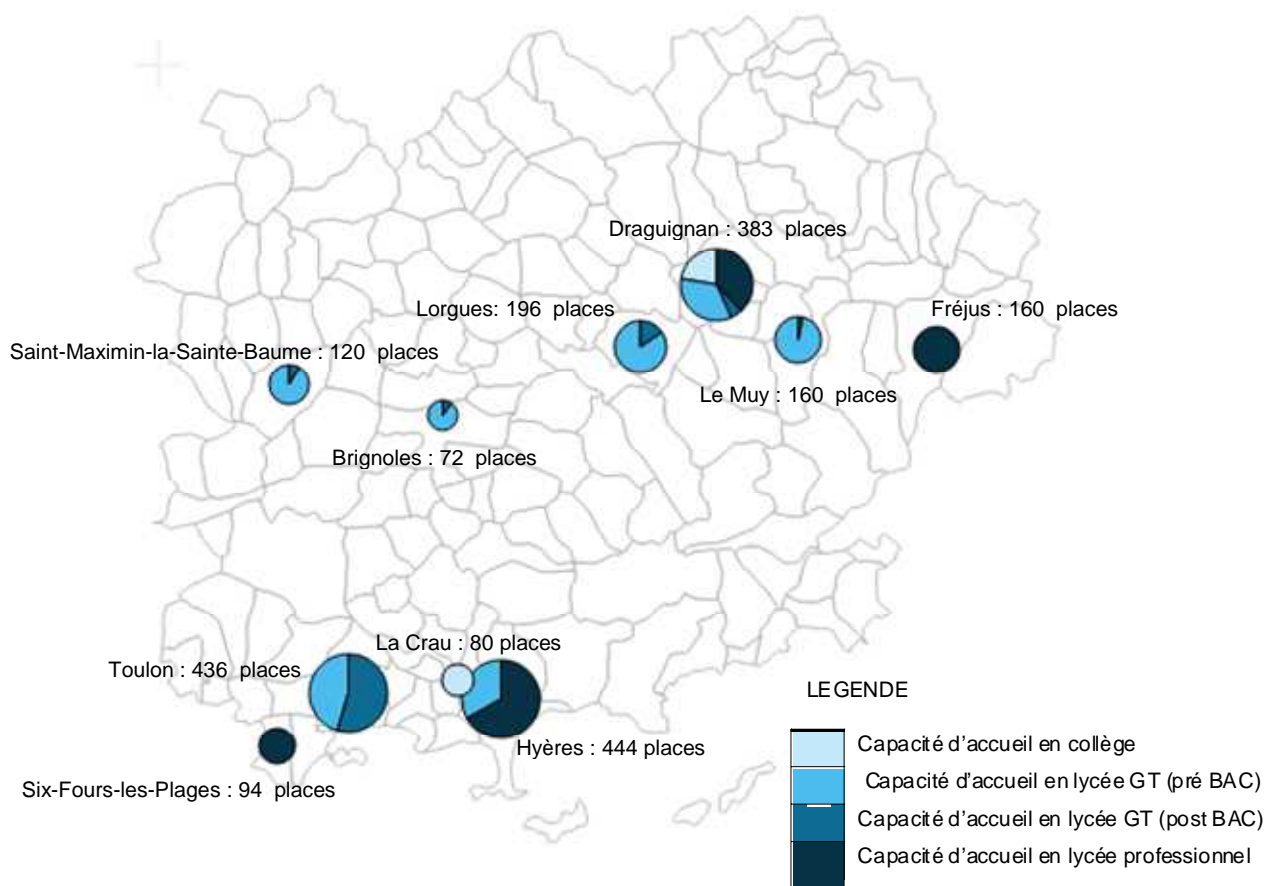 Draguignan : 383 places
Lorgues: 196 places
Fréjus : 160 places
Saint-Maximin-la-Sainte-Baume : 120 places
Le Muy : 160 places
Brignoles : 72 places
La Crau : 80 places
Toulon : 436 places
Hyères : 444 places
Six-Fours-les-Plages : 94 places
LEGENDE
Capacité d'accueil en collège
Capacité d'accueil en lycée GT (pré BAC)
Capacité d'accueil en lycée GT (post BAC)
Capacité d'accueil en lycée professionnel